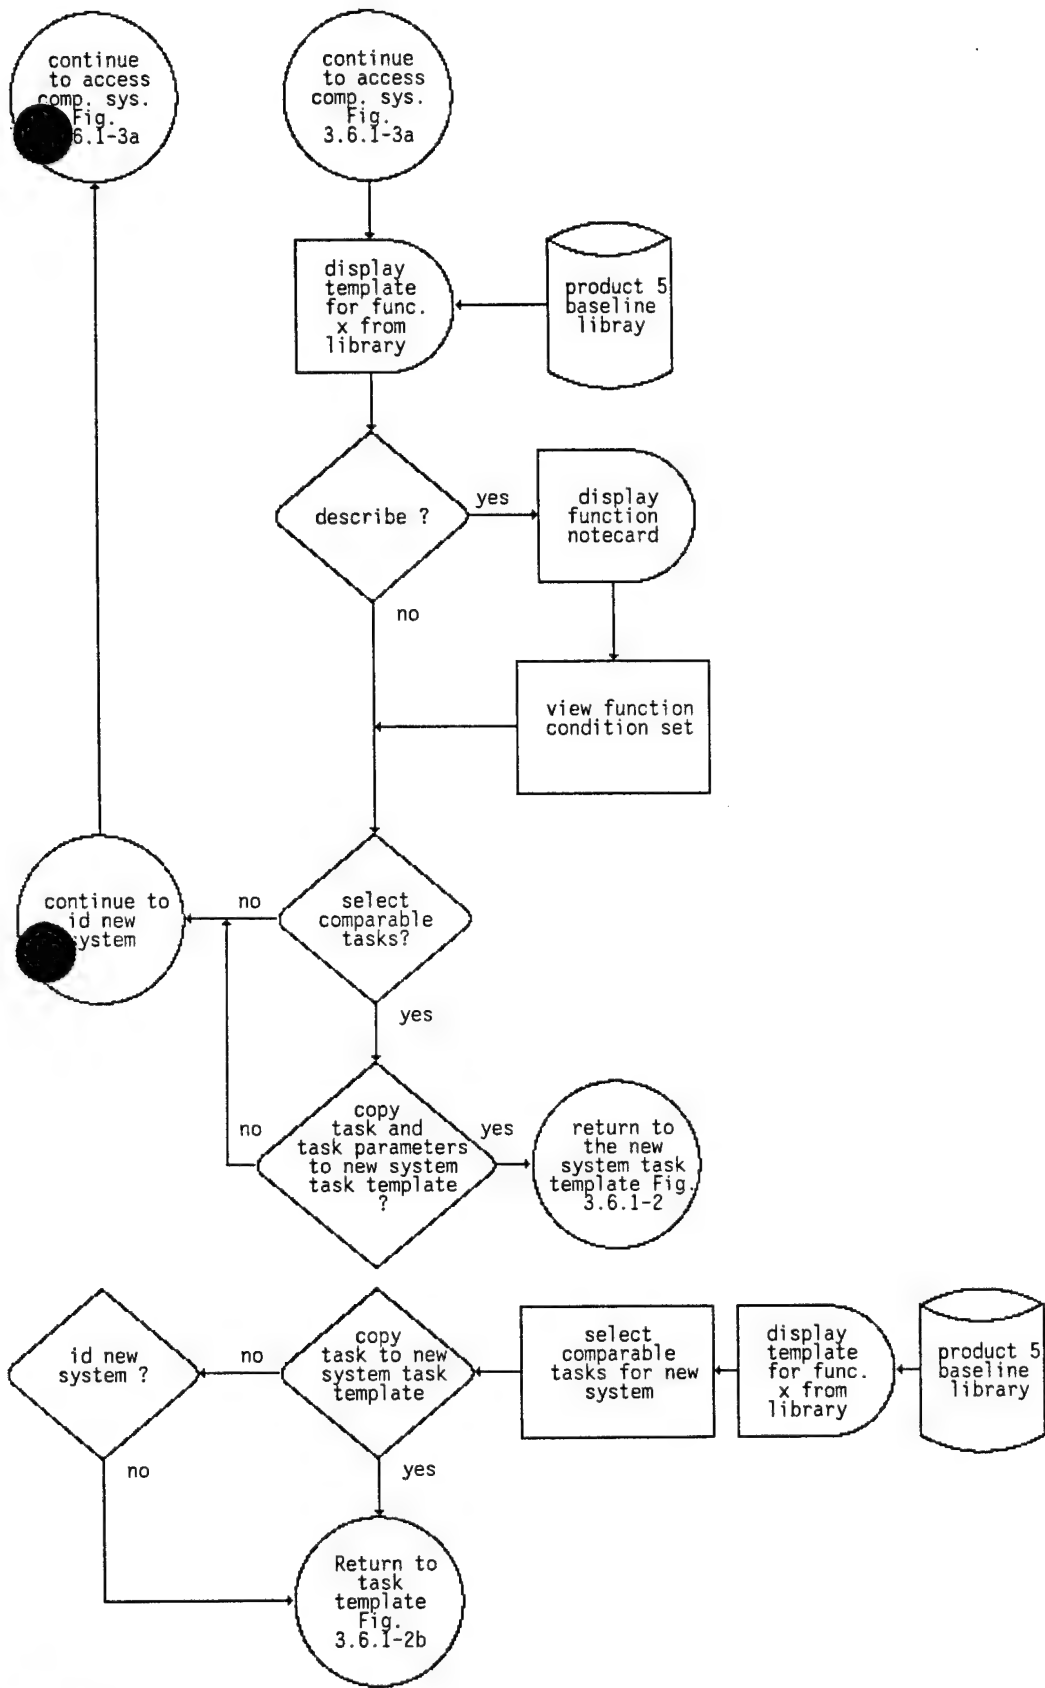 continue
to access
comp. sys.
Fig.
6.1-3a
continue
to access
comp. sys.
Fig.
3.6.1-3a
display
template
for func.
x from
library
product 5
baseline
libray
describe ?
yes
display
function
notecard
no
view function
condition set
continue to
id new
system
no
select
comparable
tasks?
yes
copy
task and
task parameters
to new system
task template
?
no
yes
return to
the new
system task
template Fig.
3.6.1-2
id new
system ?
no
copy
task to new
system task
template
select
comparable
tasks for new
system
display
template
for func.
x from
library
product 5
baseline
library
no
yes
Return to
task
template
Fig.
3.6.1-2b